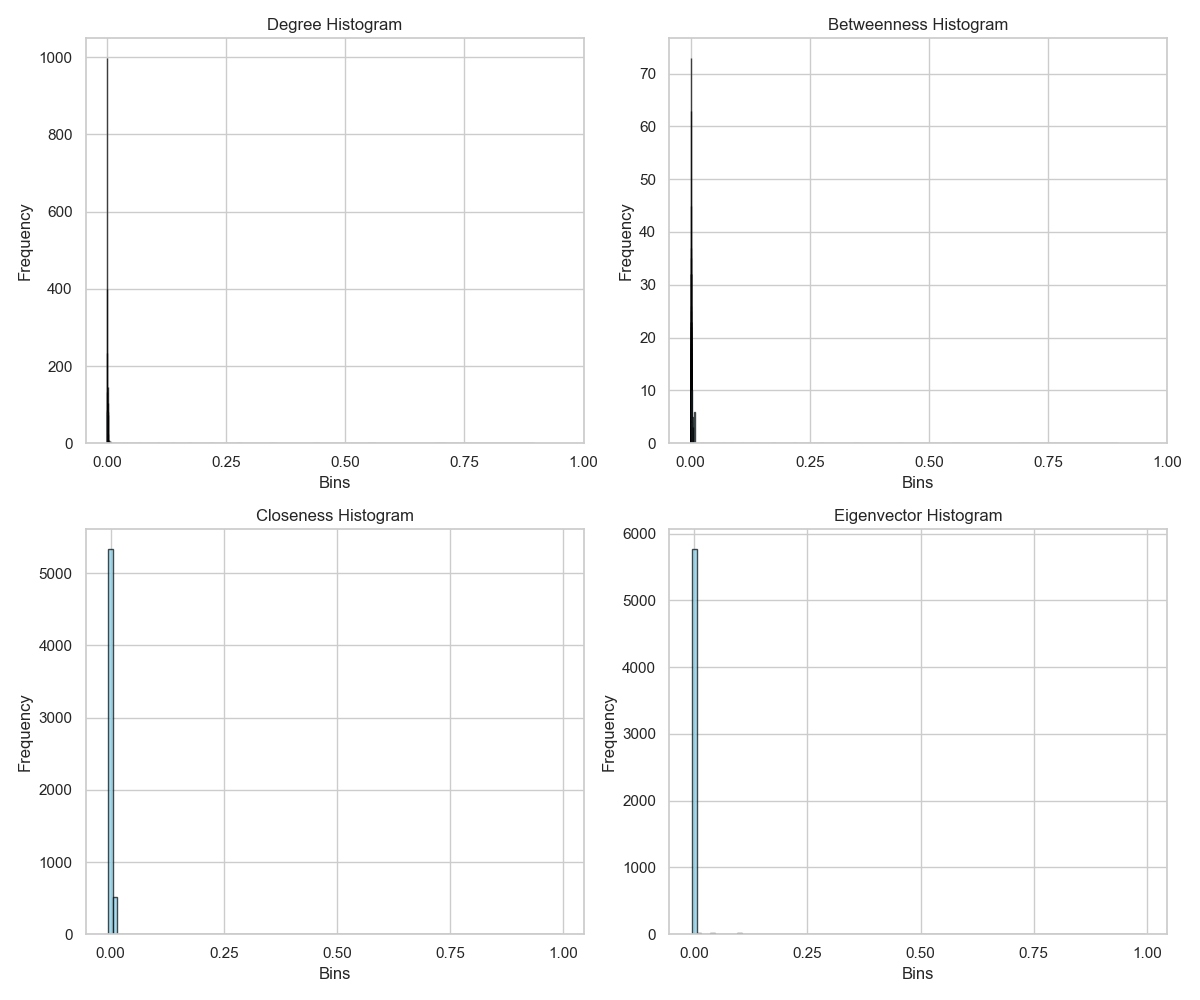 Degree Histogram
1000
800
600
400
200
0
Frequency
0.00 0.25 0.50 0.75 1.00
Bins
Betweenness Histogram
70
60
50
40
30
20
10
0
Frequency
0.00 0.25 0.50 0.75 1.00
Bins
Closeness Histogram
5000
4000
3000
2000
1000
0
Frequency
0.00 0.25 0.50 0.75 1.00
Bins
Eigenvector Histogram
6000
5000
4000
3000
2000
1000
0
Frequency
0.00 0.25 0.50 0.75 1.00
Bins